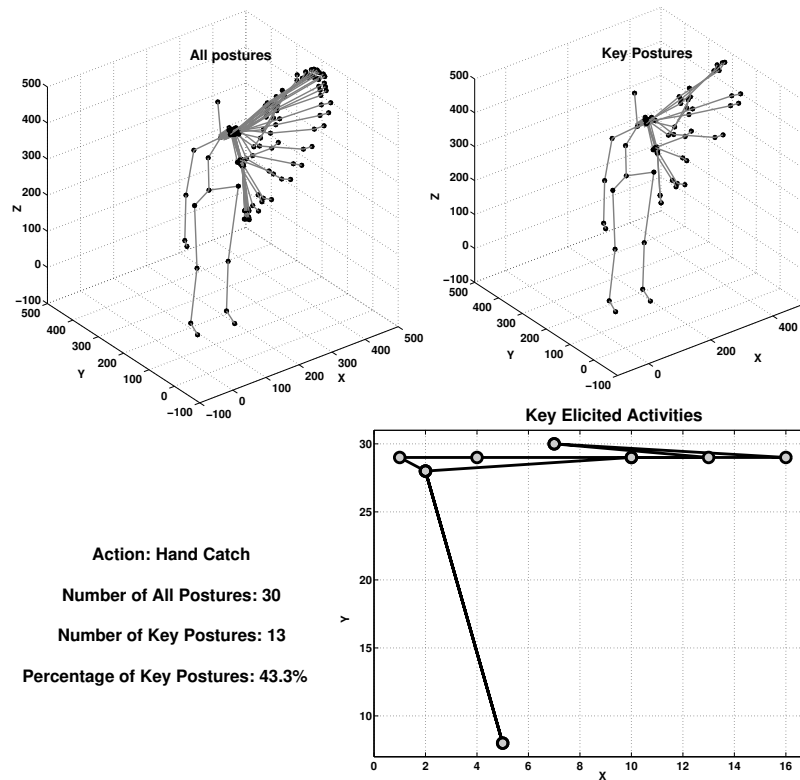 All postures
500
400
300
200
100
0
−100
Z
500
400
300
200
100
0
−100
Y
−100
0
100
200
300
400
500
X
Key Postures
500
400
300
200
100
0
−100
Z
500
400
300
200
100
0
−100
Y
0
200
400
X
Action: Hand Catch
Number of All Postures: 30
Number of Key Postures: 13
Percentage of Key Postures: 43.3%
Key Elicited Activities
30
25
20
15
10
Y
0 2 4 6 8 10 12 14 16
X